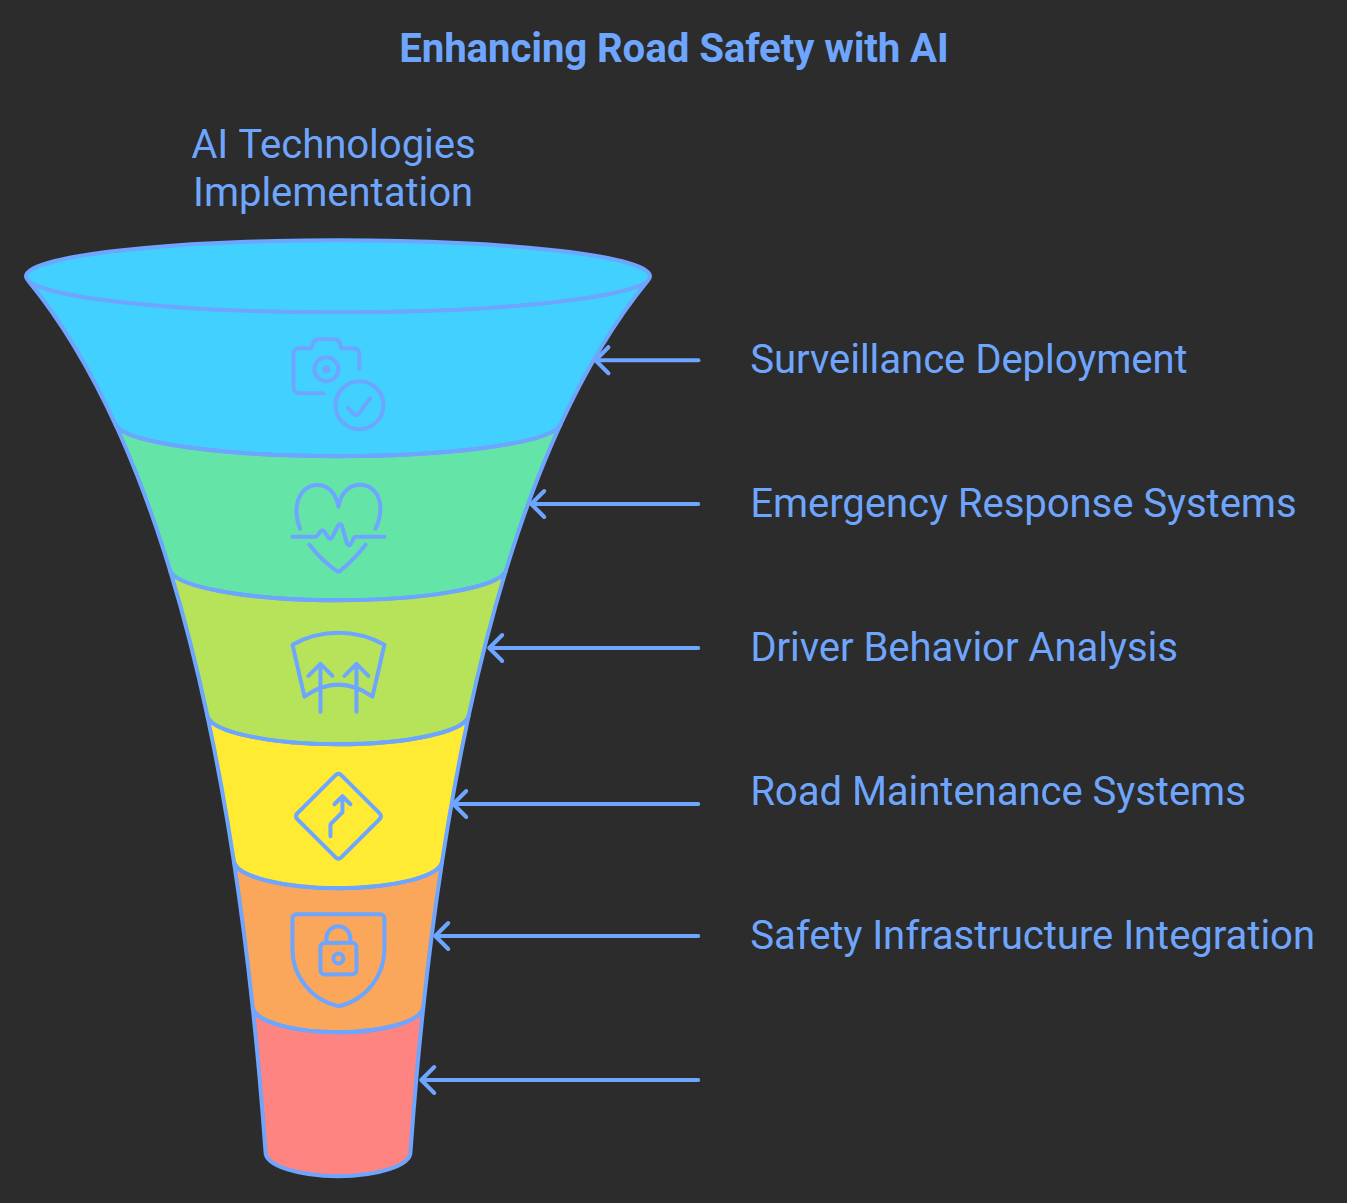 Enhancing Road Safety with AI
AI Technologies
Implementation
Surveillance Deployment
Emergency Response Systems
Driver Behavior Analysis
Road Maintenance Systems
Safety Infrastructure Integration